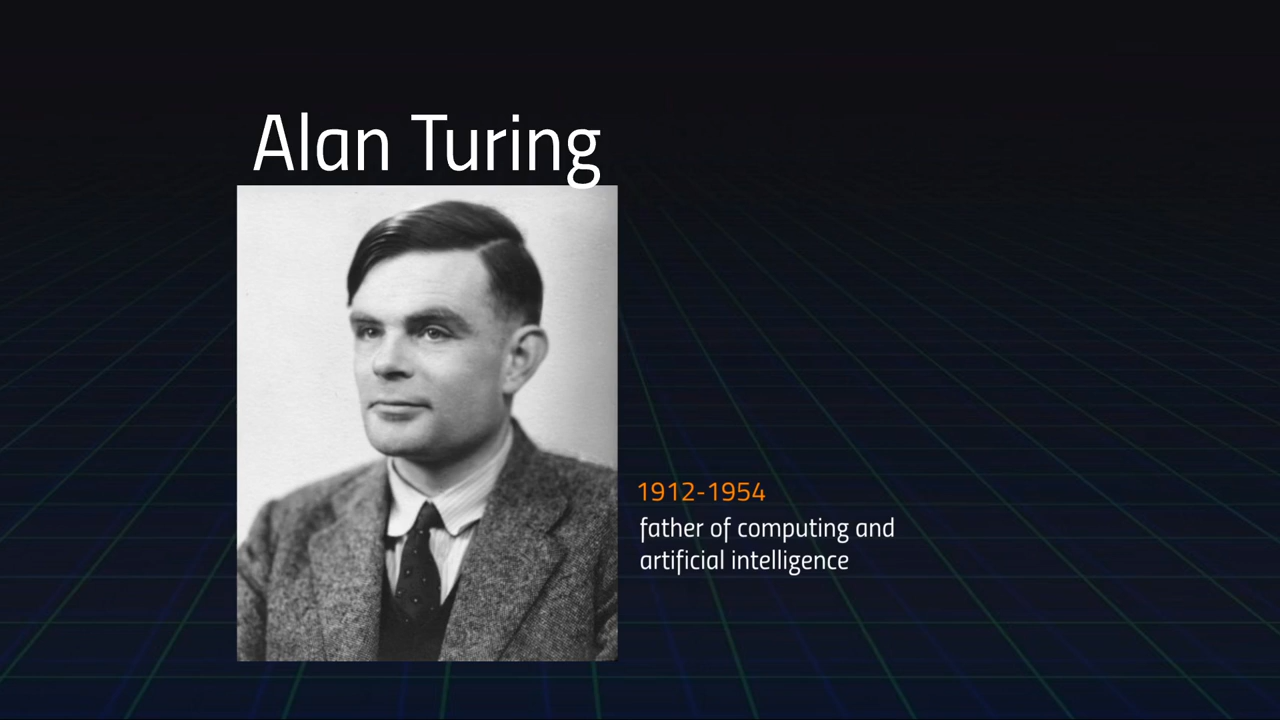 Alan Turing
1912-1954
father of computing and
artificial intelligence